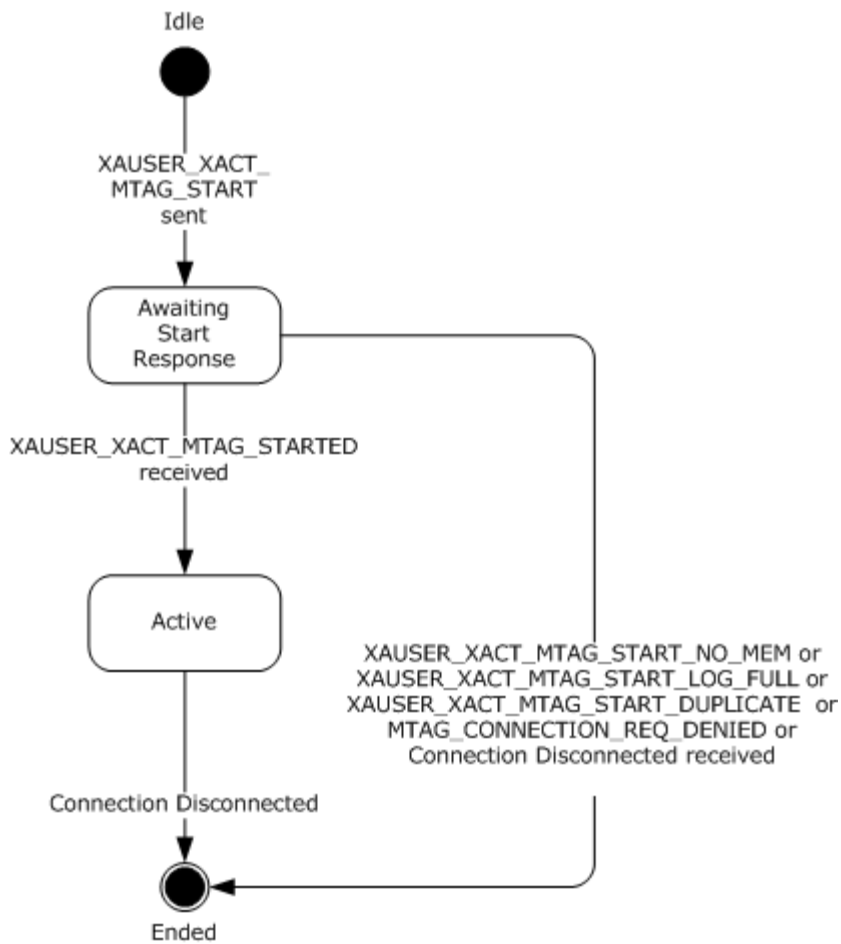 Idle
XAUSER_XACT_
MTAG_START
sent
Awaiting
Start
Response
XAUSER_XACT_MTAG_STARTED
received
Active
XAUSER_XACT_MTAG_START_NO_MEM or
XAUSER_XACT_MTAG_START_LOG_FULL or
XAUSER_XACT_MTAG_START_DUPLICATE or
MTAG_CONNECTION_REQ_DENIED or
Connection Disconnected received
Connection Disconnected
Ended